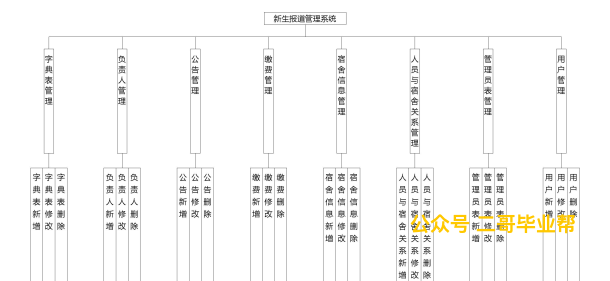 新生报道管理系统
字典表管理
负责人管理
公告管理
缴费管理
宿舍信息管理
人员与宿舍关系管理
管理员表管理
用户管理
字典表新增
字典表修改
字典表删除
负责人新增
负责人修改
负责人删除
公告新增
公告修改
公告删除
缴费新增
缴费修改
缴费删除
宿舍信息新增
宿舍信息修改
宿舍信息删除
人员与宿舍关系新增
人员与宿舍关系修改
人员与宿舍关系删除
管理员表新增
管理员表修改
管理员表删除
用户新增
用户修改
用户删除
公众号 二哥毕业帮